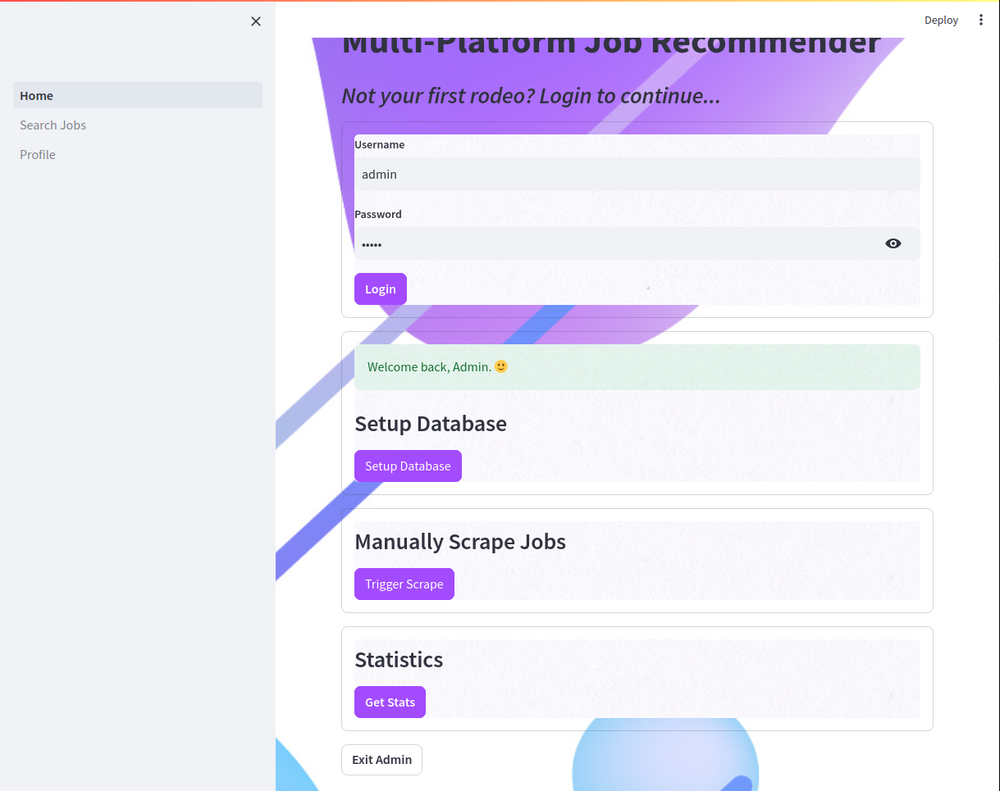 Deploy
Home
Search Jobs
Profile
Multi-Platform Job Recommender
Not your first rodeo? Login to continue...
Username
admin
Password
•••••
Login
Welcome back, Admin. 🙂
Setup Database
Setup Database
Manually Scrape Jobs
Trigger Scrape
Statistics
Get Stats
Exit Admin